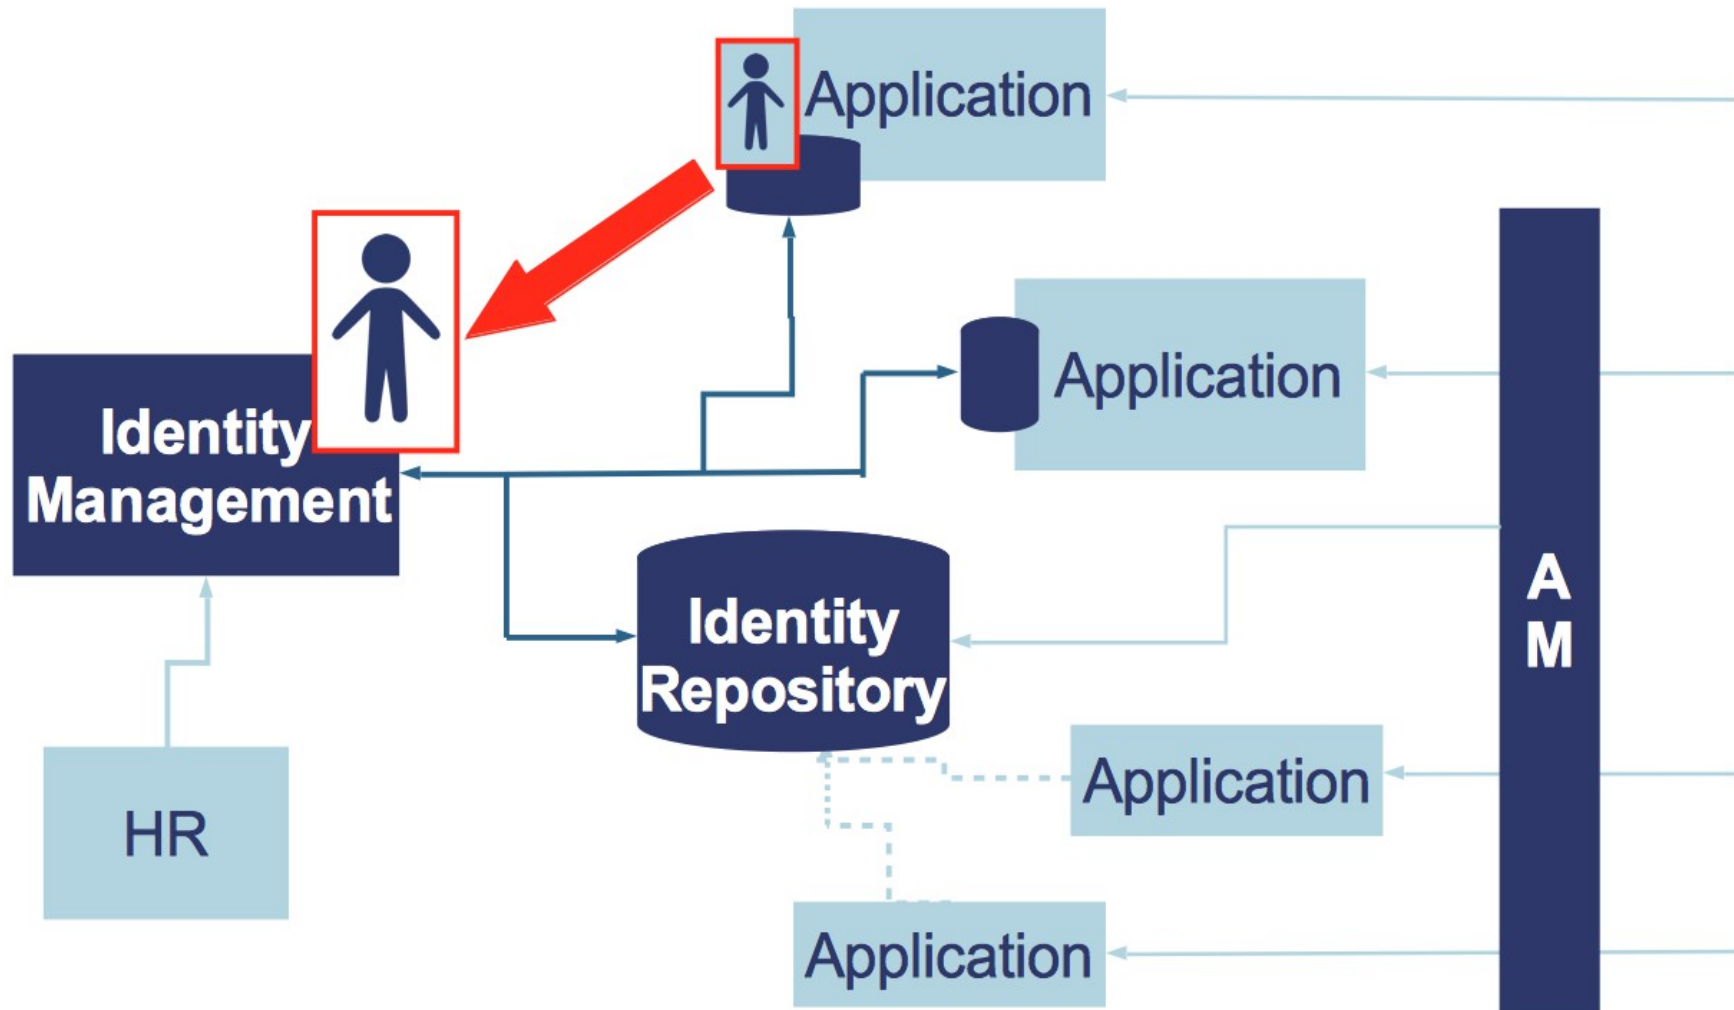 Application
Application
Identity
Management
Identity
Repository
A
M
Application
HR
Application